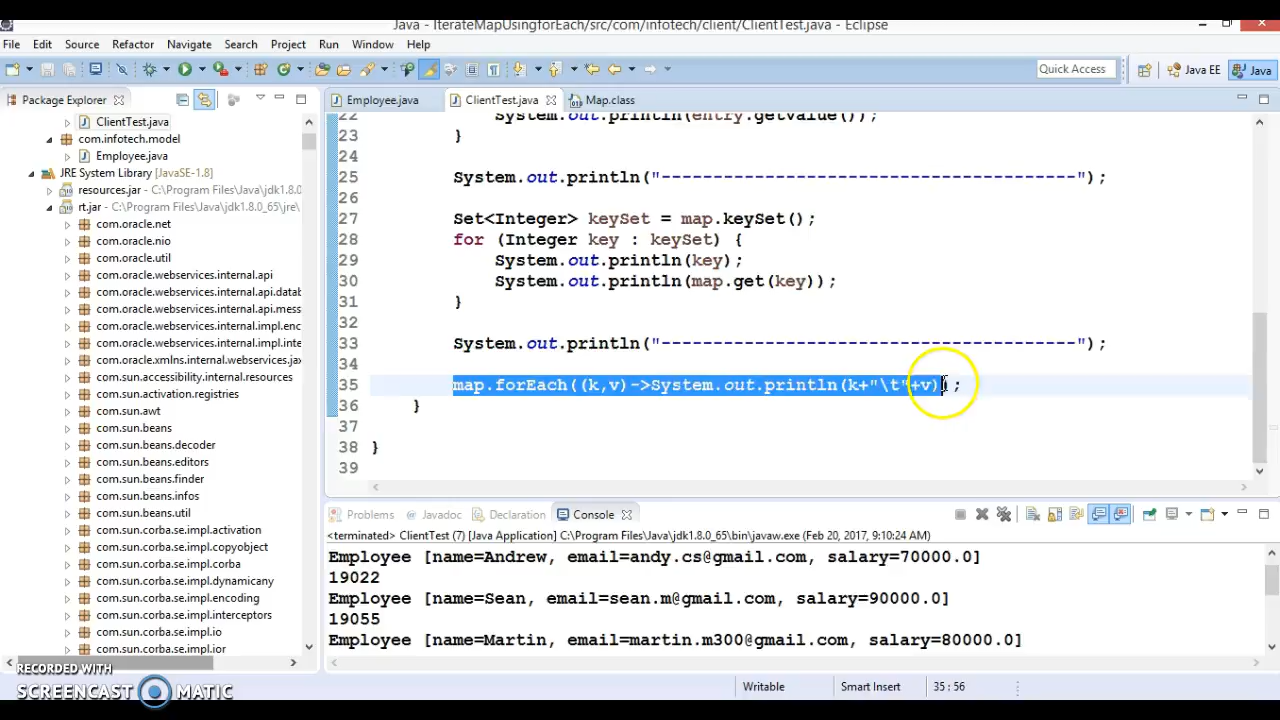 Java - IterateMapUsingforEach/src/com/infotech/client/ClientTest.java - Eclipse
File Edit Source Refactor Navigate Search Project Run Window Help
Quick Access Java EE Java
Package Explorer
ClientTest.java
com.infotech.model
Employee.java
JRE System Library [JavaSE-1.8]
resources.jar - C:\Program Files\Java\jdk1.8.0_
rt.jar - C:\Program Files\Java\jdk1.8.0_65\jre\
com.oracle.net
com.oracle.nio
com.oracle.util
com.oracle.webservices.internal.api
com.oracle.webservices.internal.api.datab
com.oracle.webservices.internal.api.mess
com.oracle.webservices.internal.impl.enc
com.oracle.webservices.internal.impl.inte
com.oracle.xmlns.internal.webservices.jax
com.sun.accessibility.internal.resources
com.sun.activation.registries
com.sun.awt
com.sun.beans
com.sun.beans.decoder
com.sun.beans.editors
com.sun.beans.finder
com.sun.beans.infos
com.sun.beans.util
com.sun.corba.se.impl.activation
com.sun.corba.se.impl.copyobject
com.sun.corba.se.impl.corba
com.sun.corba.se.impl.dynamicany
com.sun.corba.se.impl.encoding
com.sun.corba.se.impl.interceptors
com.sun.corba.se.impl.io
com.sun.corba.se.impl.ior
Employee.java ClientTest.java Map.class
22 System.out.println(entry.getValue());
23 }
24
25 System.out.println("----------------------------------------");
26
27 Set<Integer> keySet = map.keySet();
28 for (Integer key : keySet) {
29 System.out.println(key);
30 System.out.println(map.get(key));
31 }
32
33 System.out.println("----------------------------------------");
34
35 map.forEach((k,v)->System.out.println(k+"\t"+v));
36 }
37
38 }
39
Problems Javadoc Declaration Console
<terminated> ClientTest (7) [Java Application] C:\Program Files\Java\jdk1.8.0_65\bin\javaw.exe (Feb 20, 2017, 9:10:24 AM)
Employee [name=Andrew, email=andy.cs@gmail.com, salary=70000.0]
19022
Employee [name=Sean, email=sean.m@gmail.com, salary=90000.0]
19055
Employee [name=Martin, email=martin.m300@gmail.com, salary=80000.0]
Writable Smart Insert 35 : 56
RECORDED WITH
SCREENCAST MATIC